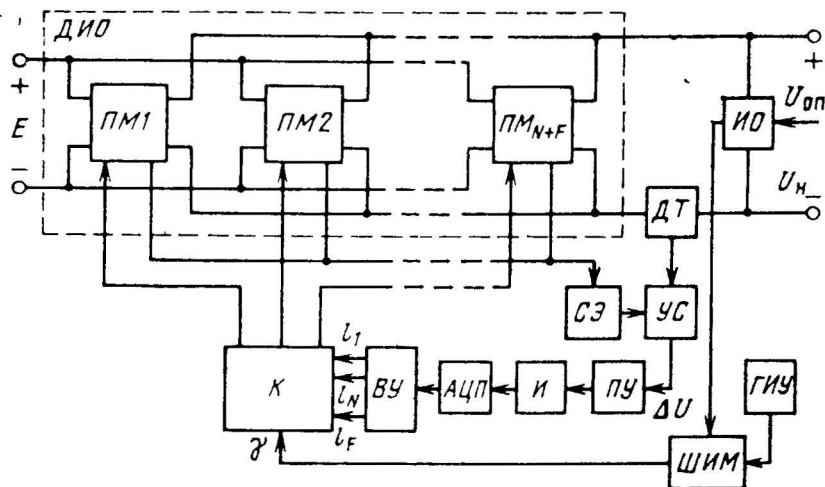 ДИО
+
E
−
ПМ1
ПМ2
ПМN+F
+
ИО
Uоп
Uн
−
ДТ
СЭ
УС
К
l1
lN
lF
ВУ
АЦП
И
ПУ
ΔU
ГИУ
γ
ШИМ